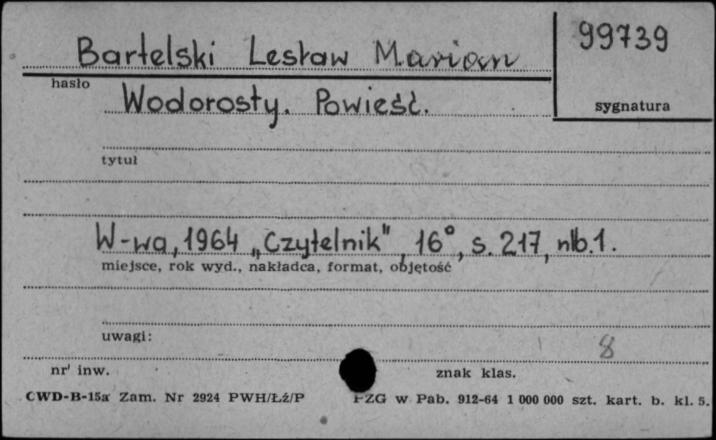 Bartelski Lesław Marian
99739
hasło
sygnatura
Wodorosty. Powieść.
tytuł
W-wa, 1964 „Czytelnik", 16°, s. 217, nlb. 1.
miejsce, rok wyd., nakładca, format, objętość
uwagi:
8
nr inw.
znak klas.
CWD-B-15a Zam. Nr 2924 PWH/Łź/P PZG w Pab. 912-64 1 000 000 szt. kart. b. kl. 5.